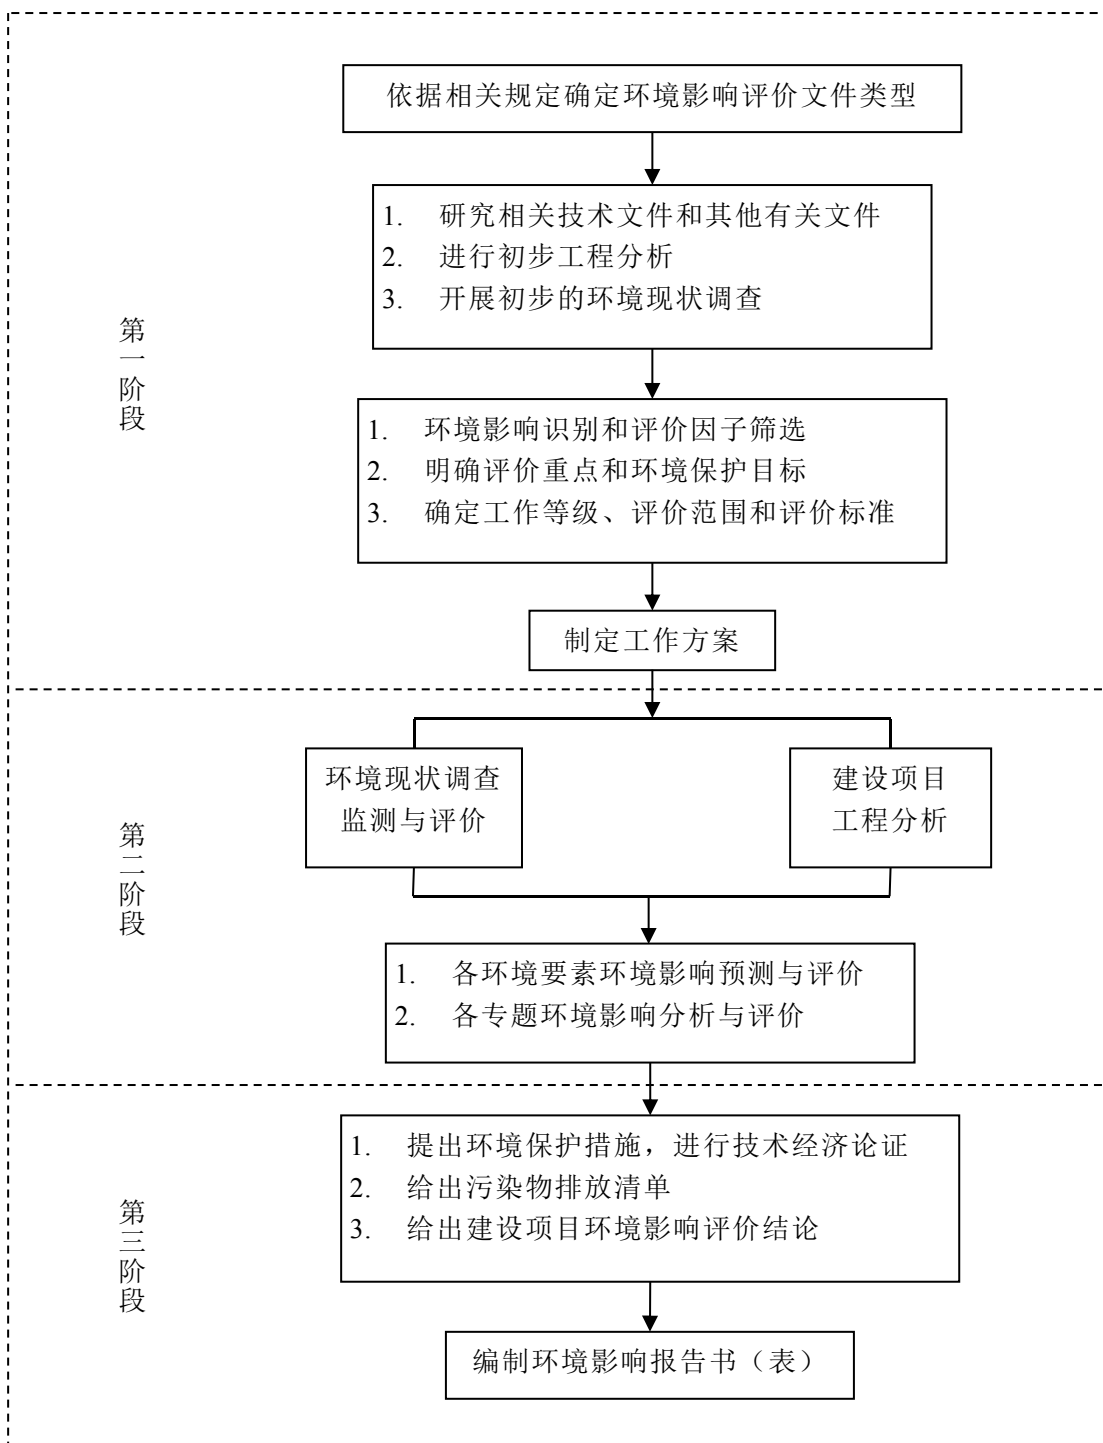 依据相关规定确定环境影响评价文件类型
1. 研究相关技术文件和其他有关文件
2. 进行初步工程分析
3. 开展初步的环境现状调查
第一阶段
1. 环境影响识别和评价因子筛选
2. 明确评价重点和环境保护目标
3. 确定工作等级、评价范围和评价标准
制定工作方案
环境现状调查
监测与评价
建设项目
工程分析
第二阶段
1. 各环境要素环境影响预测与评价
2. 各专题环境影响分析与评价
1. 提出环境保护措施，进行技术经济论证
2. 给出污染物排放清单
3. 给出建设项目环境影响评价结论
第三阶段
编制环境影响报告书（表）